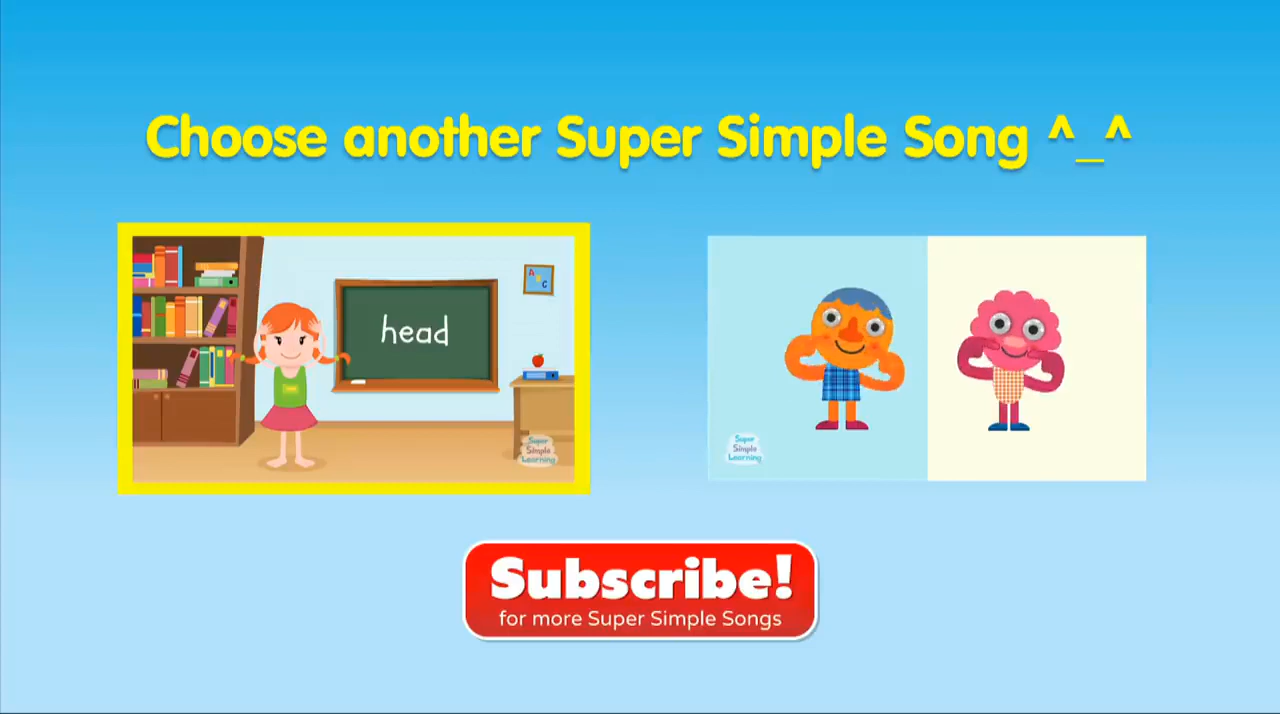 Choose another Super Simple Song ^_^
head
A
B
C
Super
Simple
Learning
Super
Simple
Learning
Subscribe!
for more Super Simple Songs